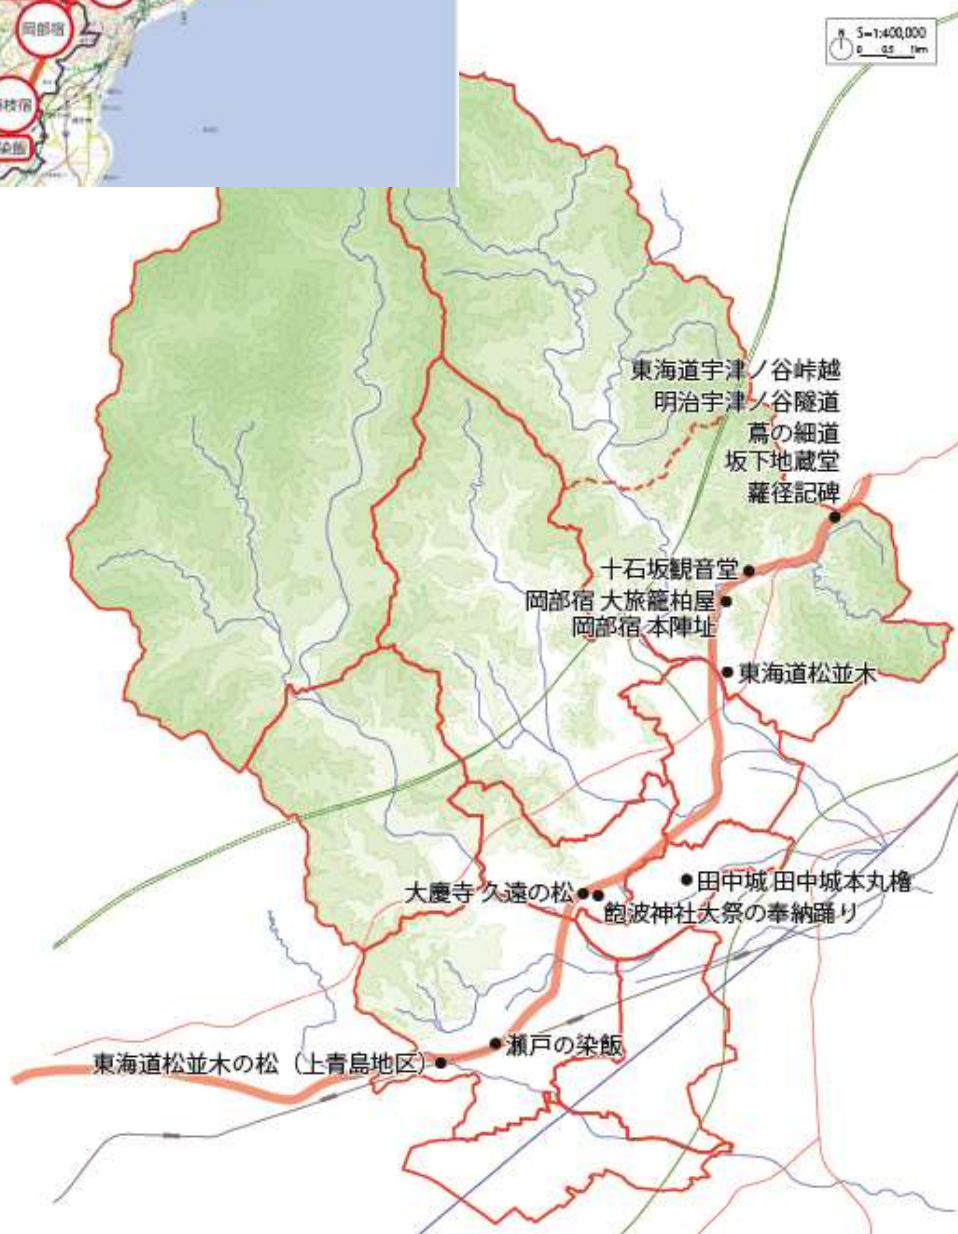 岡部宿
枝宿
染飯
N
S=1:400,000
0 0.5 1km
東海道宇津ノ谷峠越
明治宇津ノ谷隧道
蔦の細道
坂下地蔵堂
蘿径記碑
十石坂観音堂
岡部宿 大旅籠柏屋
岡部宿 本陣址
東海道松並木
大慶寺 久遠の松
田中城 田中城本丸櫓
飽波神社大祭の奉納踊り
瀬戸の染飯
東海道松並木の松（上青島地区）